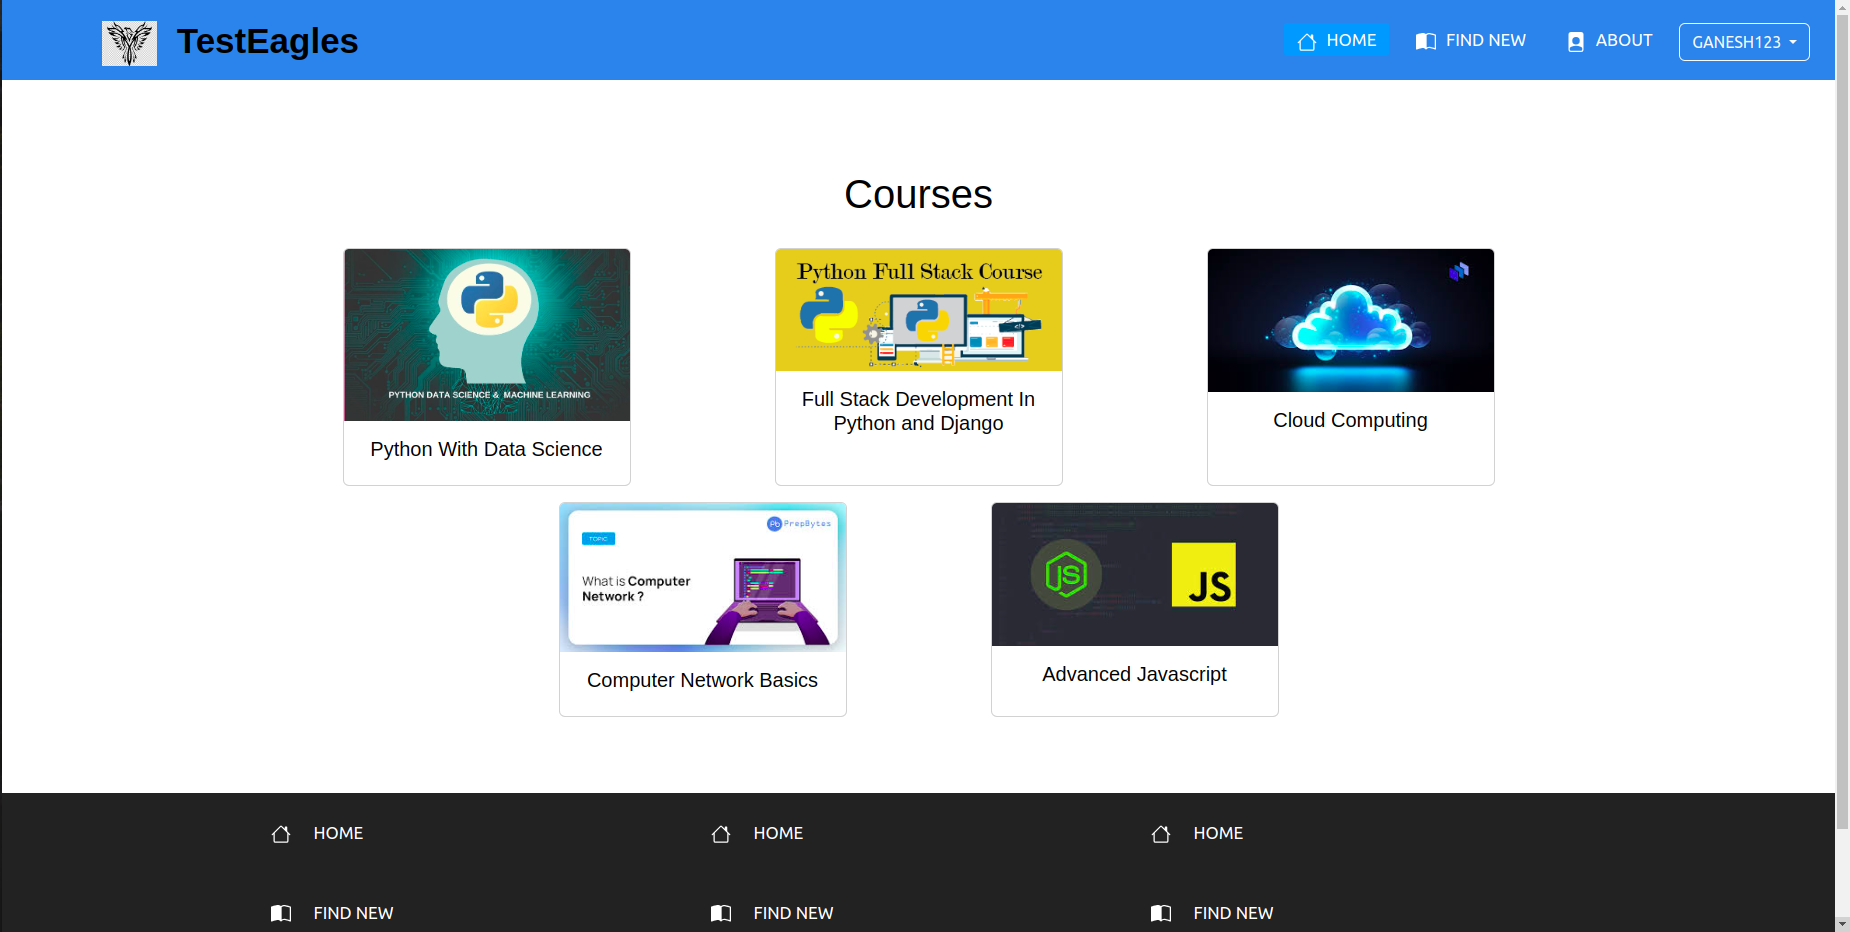 TestEagles
HOME
FIND NEW
ABOUT
GANESH123
Courses
PYTHON DATA SCIENCE & MACHINE LEARNING
Python With Data Science
Python Full Stack Course
</>
Full Stack Development In
Python and Django
Cloud Computing
Pb PrepBytes
TOPIC
What is Computer
Network ?
Computer Network Basics
JS
JS
Advanced Javascript
HOME
HOME
HOME
FIND NEW
FIND NEW
FIND NEW